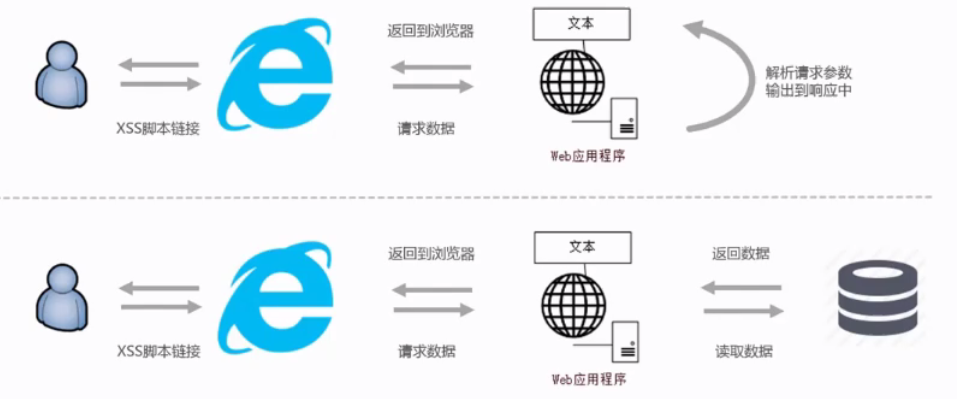 文本
返回到浏览器
解析请求参数
输出到响应中
XSS脚本链接
请求数据
Web应用程序
文本
返回到浏览器
返回数据
XSS脚本链接
请求数据
读取数据
Web应用程序